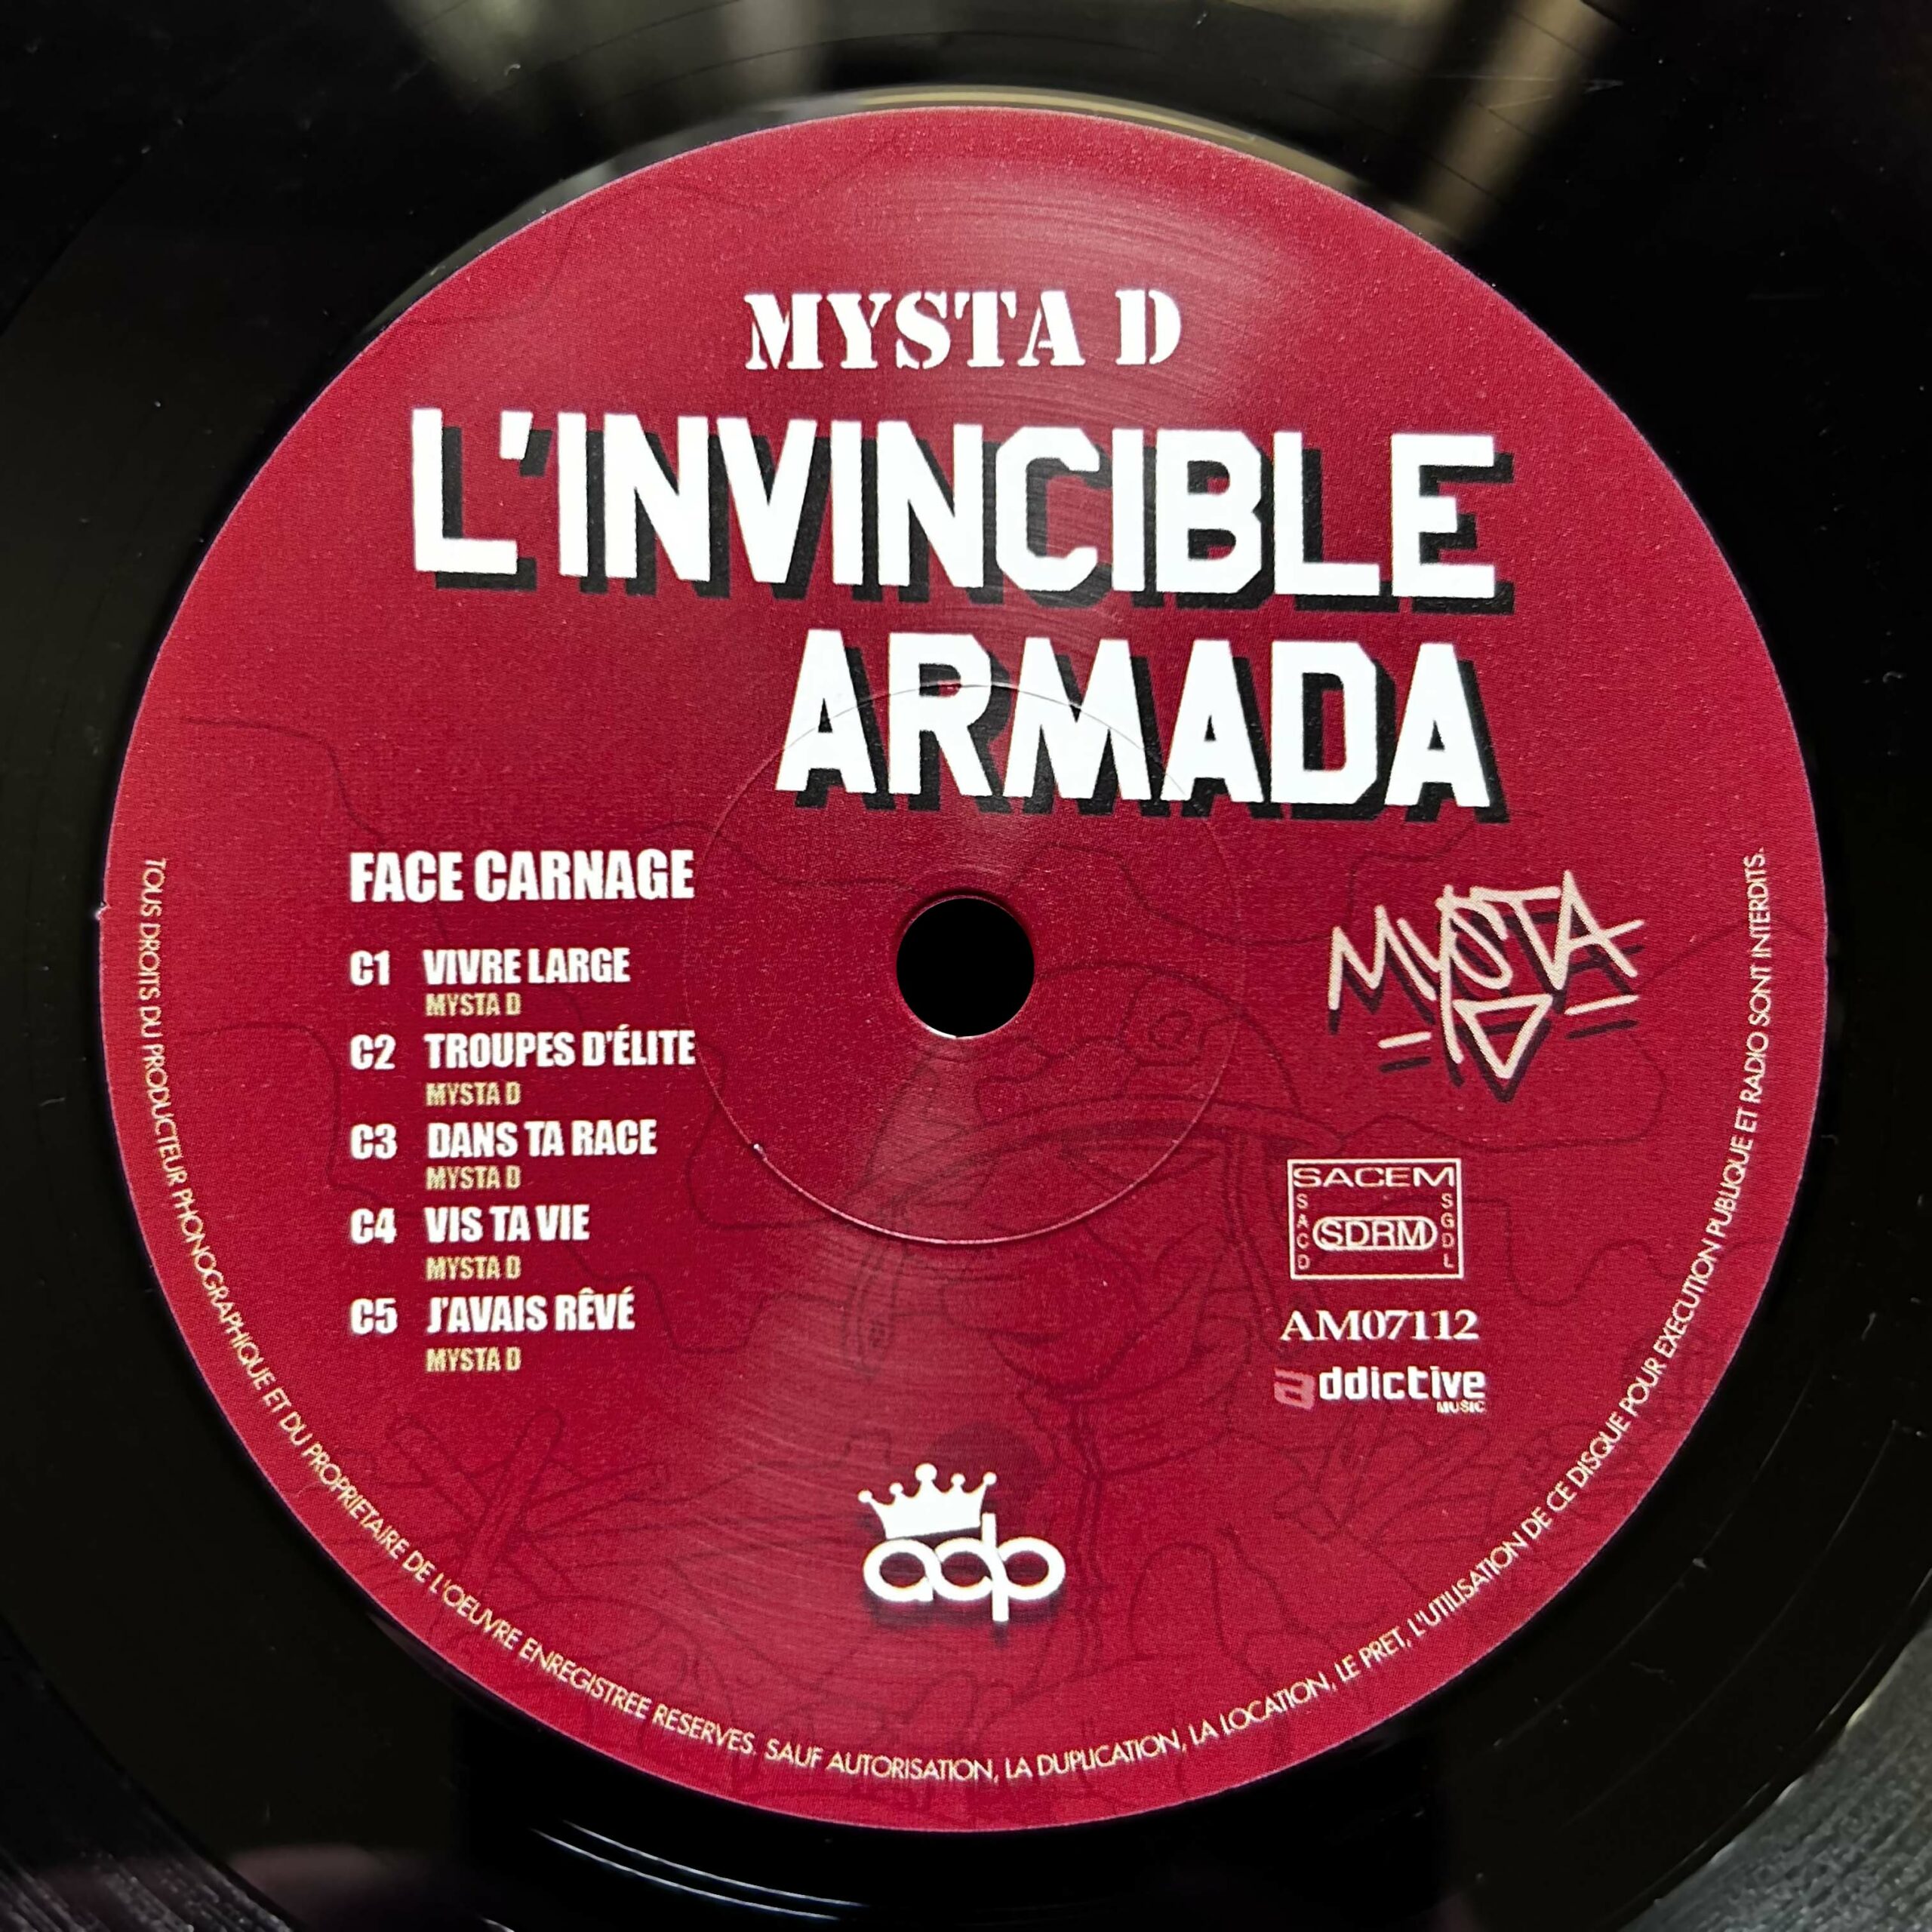 MYSTA D
L'INVINCIBLE
ARMADA
FACE CARNAGE
C1 VIVRE LARGE
MYSTA D
C2 TROUPES D'ÉLITE
MYSTA D
C3 DANS TA RACE
MYSTA D
C4 VIS TA VIE
MYSTA D
C5 J'AVAIS RÊVÉ
MYSTA D
MYSTA
D
SACEM
SACD
SDRM
SGDL
AM07112
addictive
MUSIC
adp
TOUS DROITS DU PRODUCTEUR PHONOGRAPHIQUE ET DU PROPRIETAIRE DE L'OEUVRE ENREGISTREE RESERVES. SAUF AUTORISATION, LA DUPLICATION, LA LOCATION, LE PRET, L'UTILISATION DE CE DISQUE POUR EXECUTION PUBLIQUE ET RADIO SONT INTERDITS.